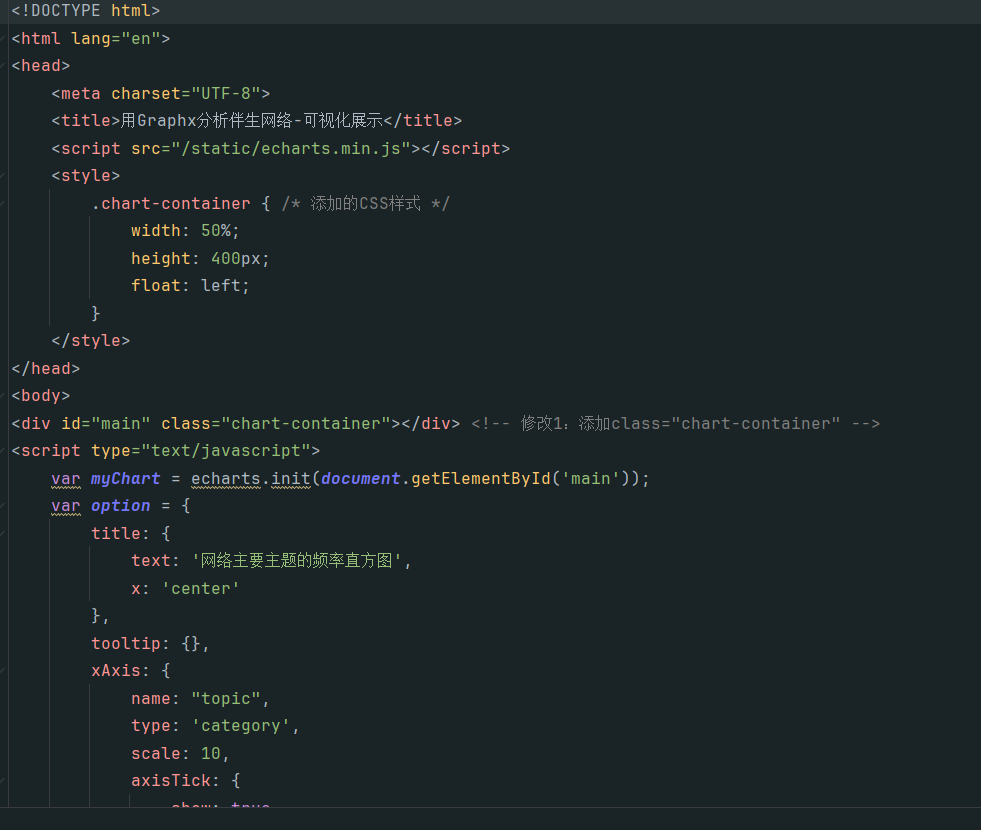 <!DOCTYPE html>
<html lang="en">
<head>
    <meta charset="UTF-8">
    <title>用Graphx分析伴生网络-可视化展示</title>
    <script src="/static/echarts.min.js"></script>
    <style>
        .chart-container { /* 添加的CSS样式 */
            width: 50%;
            height: 400px;
            float: left;
        }
    </style>
</head>
<body>
<div id="main" class="chart-container"></div> <!-- 修改1：添加class="chart-container" -->
<script type="text/javascript">
    var myChart = echarts.init(document.getElementById('main'));
    var option = {
        title: {
            text: '网络主要主题的频率直方图',
            x: 'center'
        },
        tooltip: {},
        xAxis: {
            name: "topic",
            type: 'category',
            scale: 10,
            axisTick: {
                show: true